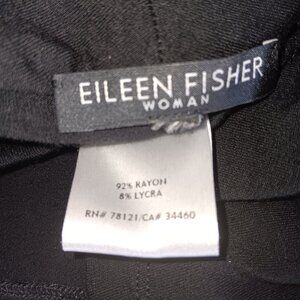 EILEEN FISHER
WOMAN
92% RAYON
8% LYCRA
RN# 78121/CA# 34460